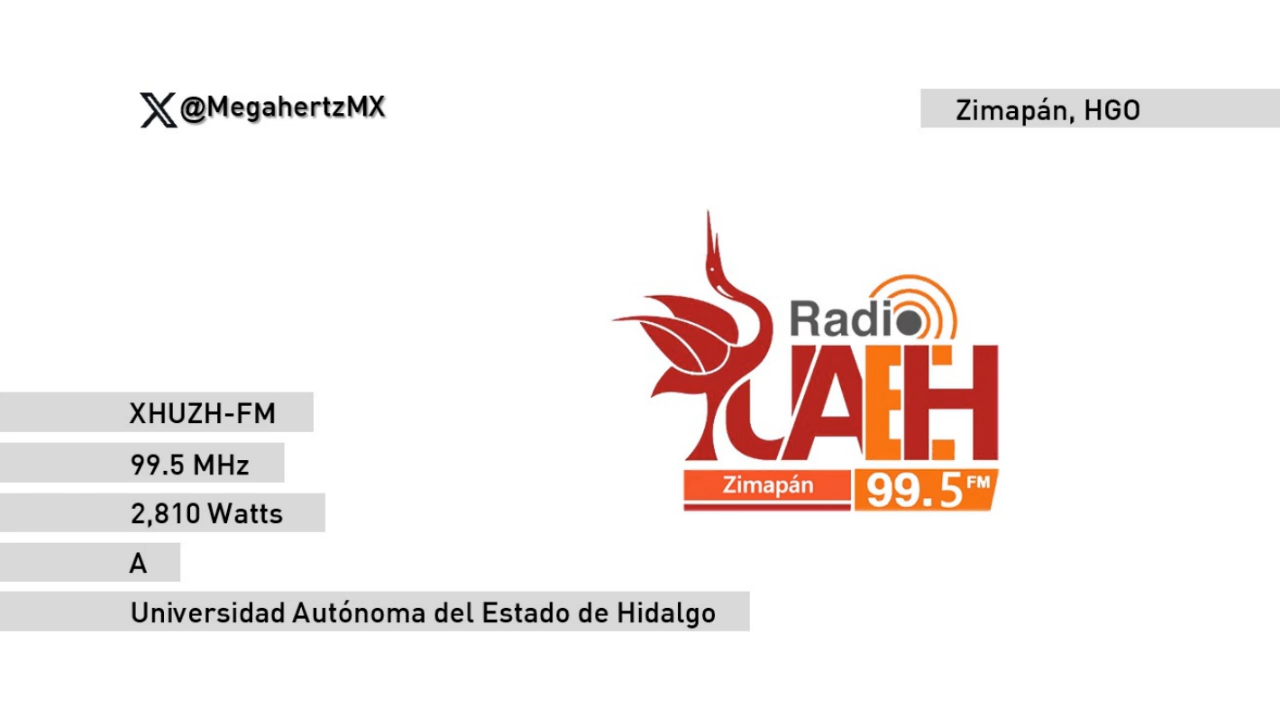 @MegahertzMX
Zimapán, HGO
Radio
UAEH
Zimapán
99.5 FM
XHUZH-FM
99.5 MHz
2,810 Watts
A
Universidad Autónoma del Estado de Hidalgo